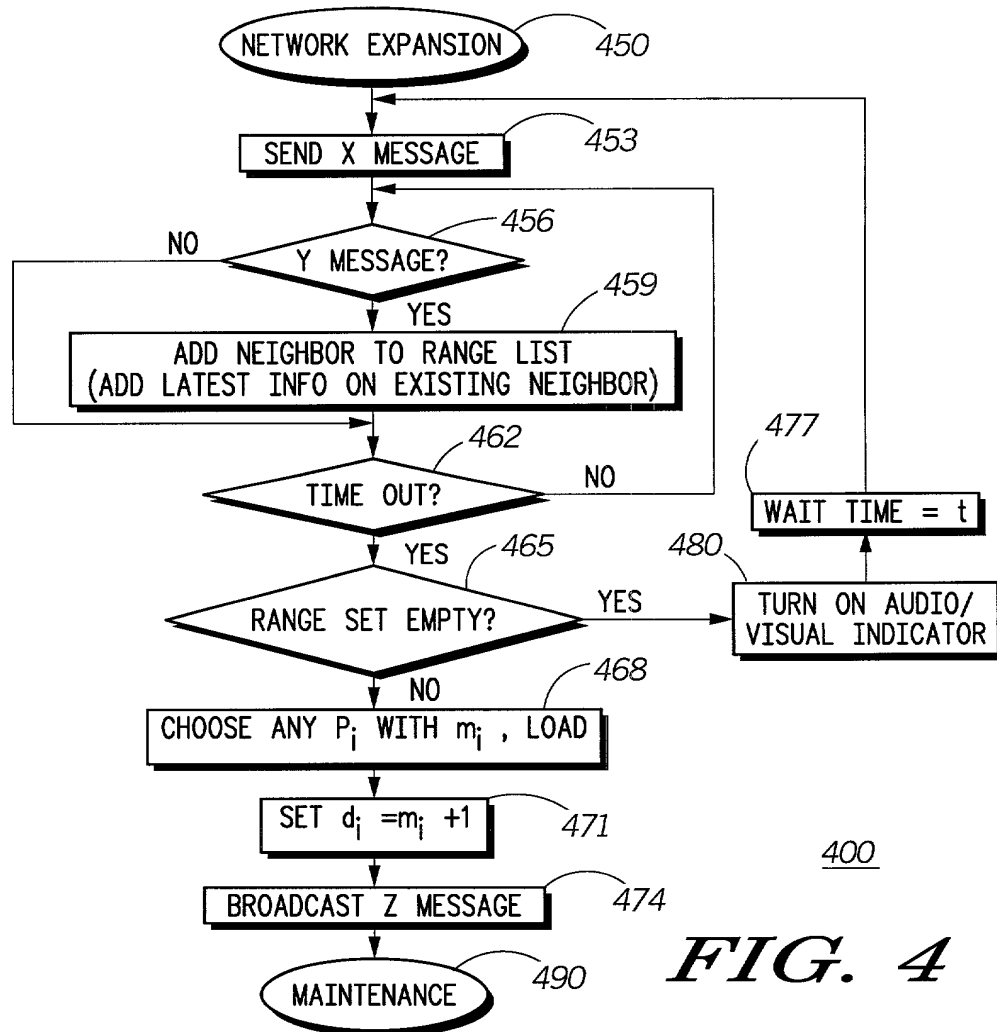 NETWORK EXPANSION
450
SEND X MESSAGE
453
456
NO
Y MESSAGE?
459
YES
ADD NEIGHBOR TO RANGE LIST
(ADD LATEST INFO ON EXISTING NEIGHBOR)
462
477
TIME OUT?
NO
WAIT TIME = t
YES
465
480
RANGE SET EMPTY?
YES
TURN ON AUDIO/
VISUAL INDICATOR
NO
468
CHOOSE ANY Pi WITH mi , LOAD
SET di =mi +1
471
400
BROADCAST Z MESSAGE
474
FIG. 4
MAINTENANCE
490